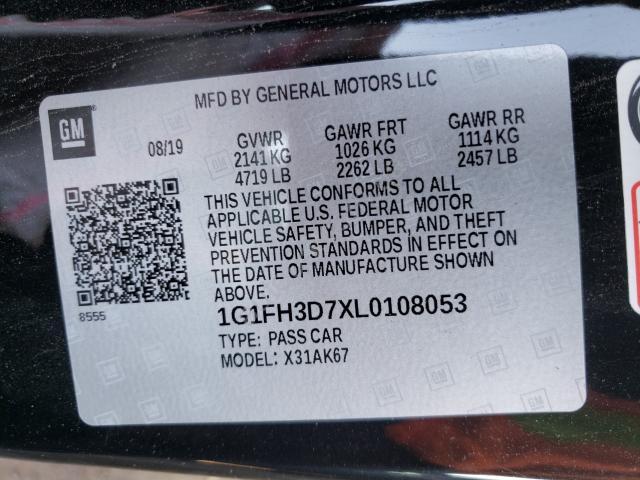 MFD BY GENERAL MOTORS LLC
GM
08/19
GVWR
2141 KG
4719 LB
GAWR FRT
1026 KG
2262 LB
GAWR RR
1114 KG
2457 LB
THIS VEHICLE CONFORMS TO ALL
APPLICABLE U.S. FEDERAL MOTOR
VEHICLE SAFETY, BUMPER, AND THEFT
PREVENTION STANDARDS IN EFFECT ON
THE DATE OF MANUFACTURE SHOWN
ABOVE.
8555
1G1FH3D7XL0108053
TYPE: PASS CAR
MODEL: X31AK67